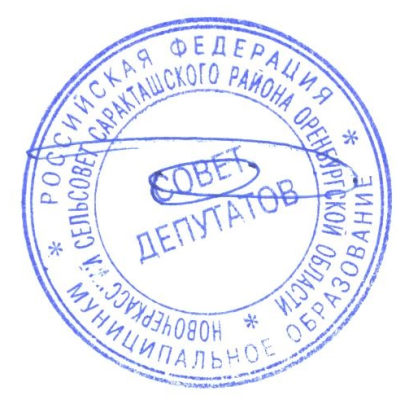 РОССИЙСКАЯ ФЕДЕРАЦИЯ
* МУНИЦИПАЛЬНОЕ ОБРАЗОВАНИЕ *
НОВОЧЕРКАССКИЙ СЕЛЬСОВЕТ САРАКТАШСКОГО РАЙОНА ОРЕНБУРГСКОЙ ОБЛАСТИ *
СОВЕТ
ДЕПУТАТОВ